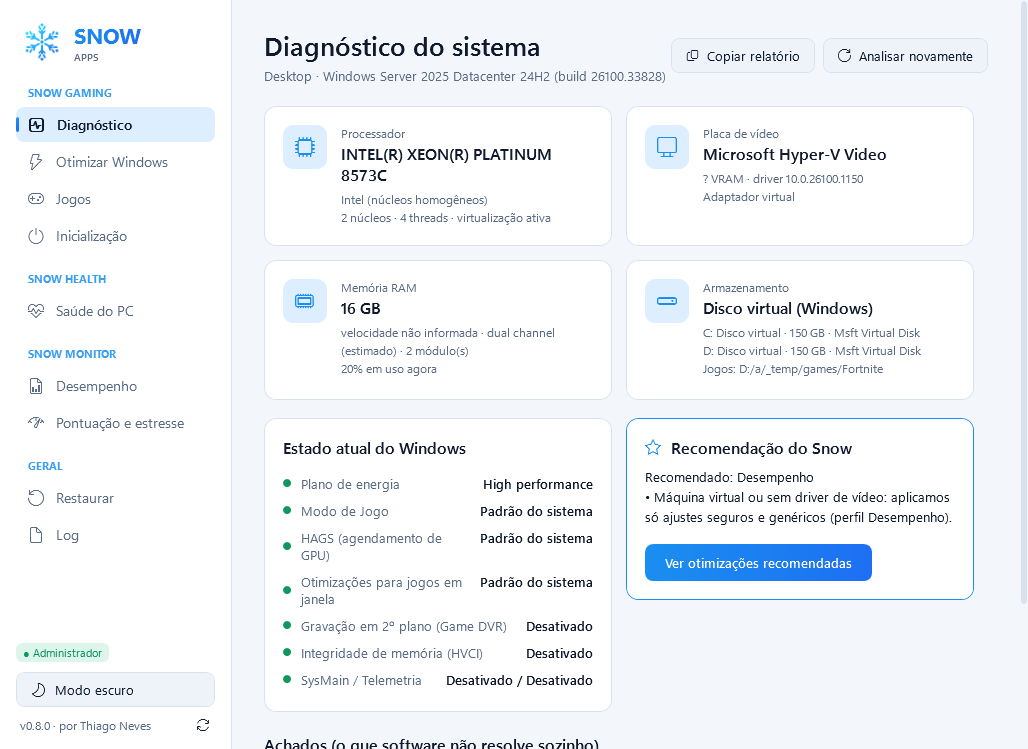 SNOW
APPS
SNOW GAMING
Diagnóstico
Otimizar Windows
Jogos
Inicialização
SNOW HEALTH
Saúde do PC
SNOW MONITOR
Desempenho
Pontuação e estresse
GERAL
Restaurar
Log
Administrador
Modo escuro
v0.8.0 · por Thiago Neves
Diagnóstico do sistema
Desktop · Windows Server 2025 Datacenter 24H2 (build 26100.33828)
Copiar relatório
Analisar novamente
Processador
INTEL(R) XEON(R) PLATINUM
8573C
Intel (núcleos homogêneos)
2 núcleos · 4 threads · virtualização ativa
Placa de vídeo
Microsoft Hyper-V Video
? VRAM · driver 10.0.26100.1150
Adaptador virtual
Memória RAM
16 GB
velocidade não informada · dual channel
(estimado) · 2 módulo(s)
20% em uso agora
Armazenamento
Disco virtual (Windows)
C: Disco virtual · 150 GB · Msft Virtual Disk
D: Disco virtual · 150 GB · Msft Virtual Disk
Jogos: D:/a/_temp/games/Fortnite
Estado atual do Windows
Plano de energia High performance
Modo de Jogo Padrão do sistema
HAGS (agendamento de Padrão do sistema
GPU)
Otimizações para jogos em Padrão do sistema
janela
Gravação em 2º plano (Game DVR) Desativado
Integridade de memória (HVCI) Desativado
SysMain / Telemetria Desativado / Desativado
Recomendação do Snow
Recomendado: Desempenho
• Máquina virtual ou sem driver de vídeo: aplicamos
só ajustes seguros e genéricos (perfil Desempenho).
Ver otimizações recomendadas
Achados (o que software não resolve sozinho)